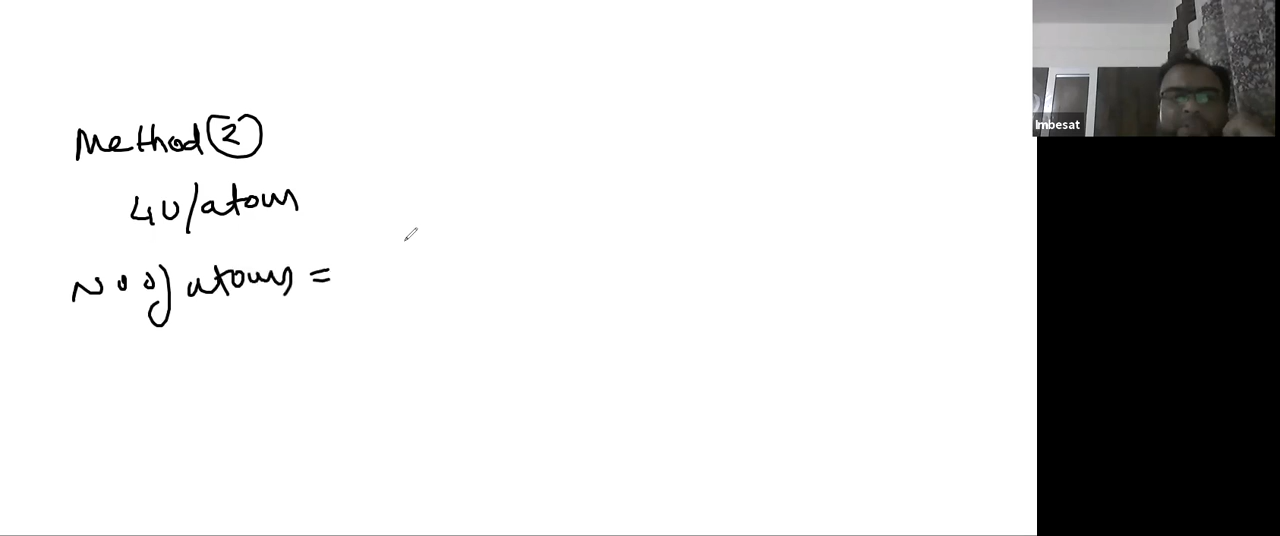 Method ②
4u/atom
No of atoms =
Imbesat